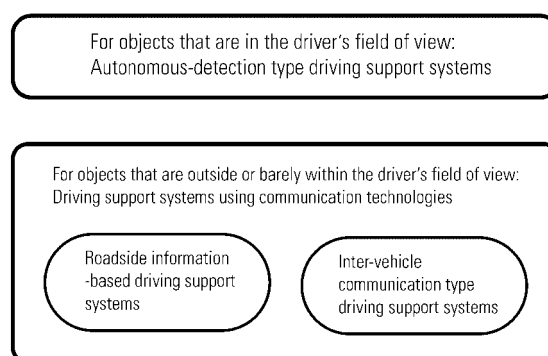 For objects that are in the driver's field of view:
Autonomous-detection type driving support systems
For objects that are outside or barely within the driver's field of view:
Driving support systems using communication technologies
Roadside information
-based driving support
systems
Inter-vehicle
communication type
driving support systems